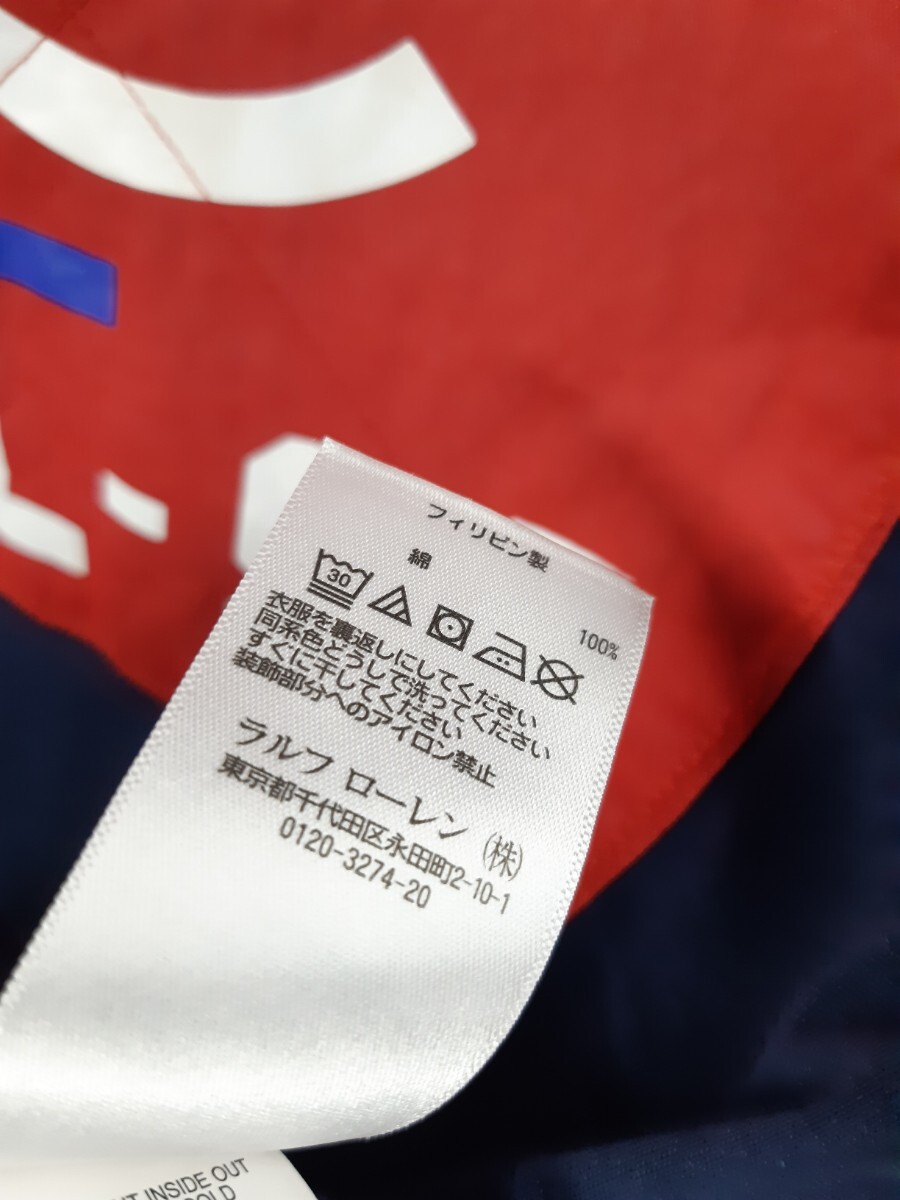 フィリピン製
綿 100%
30
衣服を裏返しにしてください
同系色どうしで洗ってください
すぐに干してください
装飾部分へのアイロン禁止
ラルフ ローレン (株)
東京都千代田区永田町2-10-1
0120-3274-20
INSIDE OUT